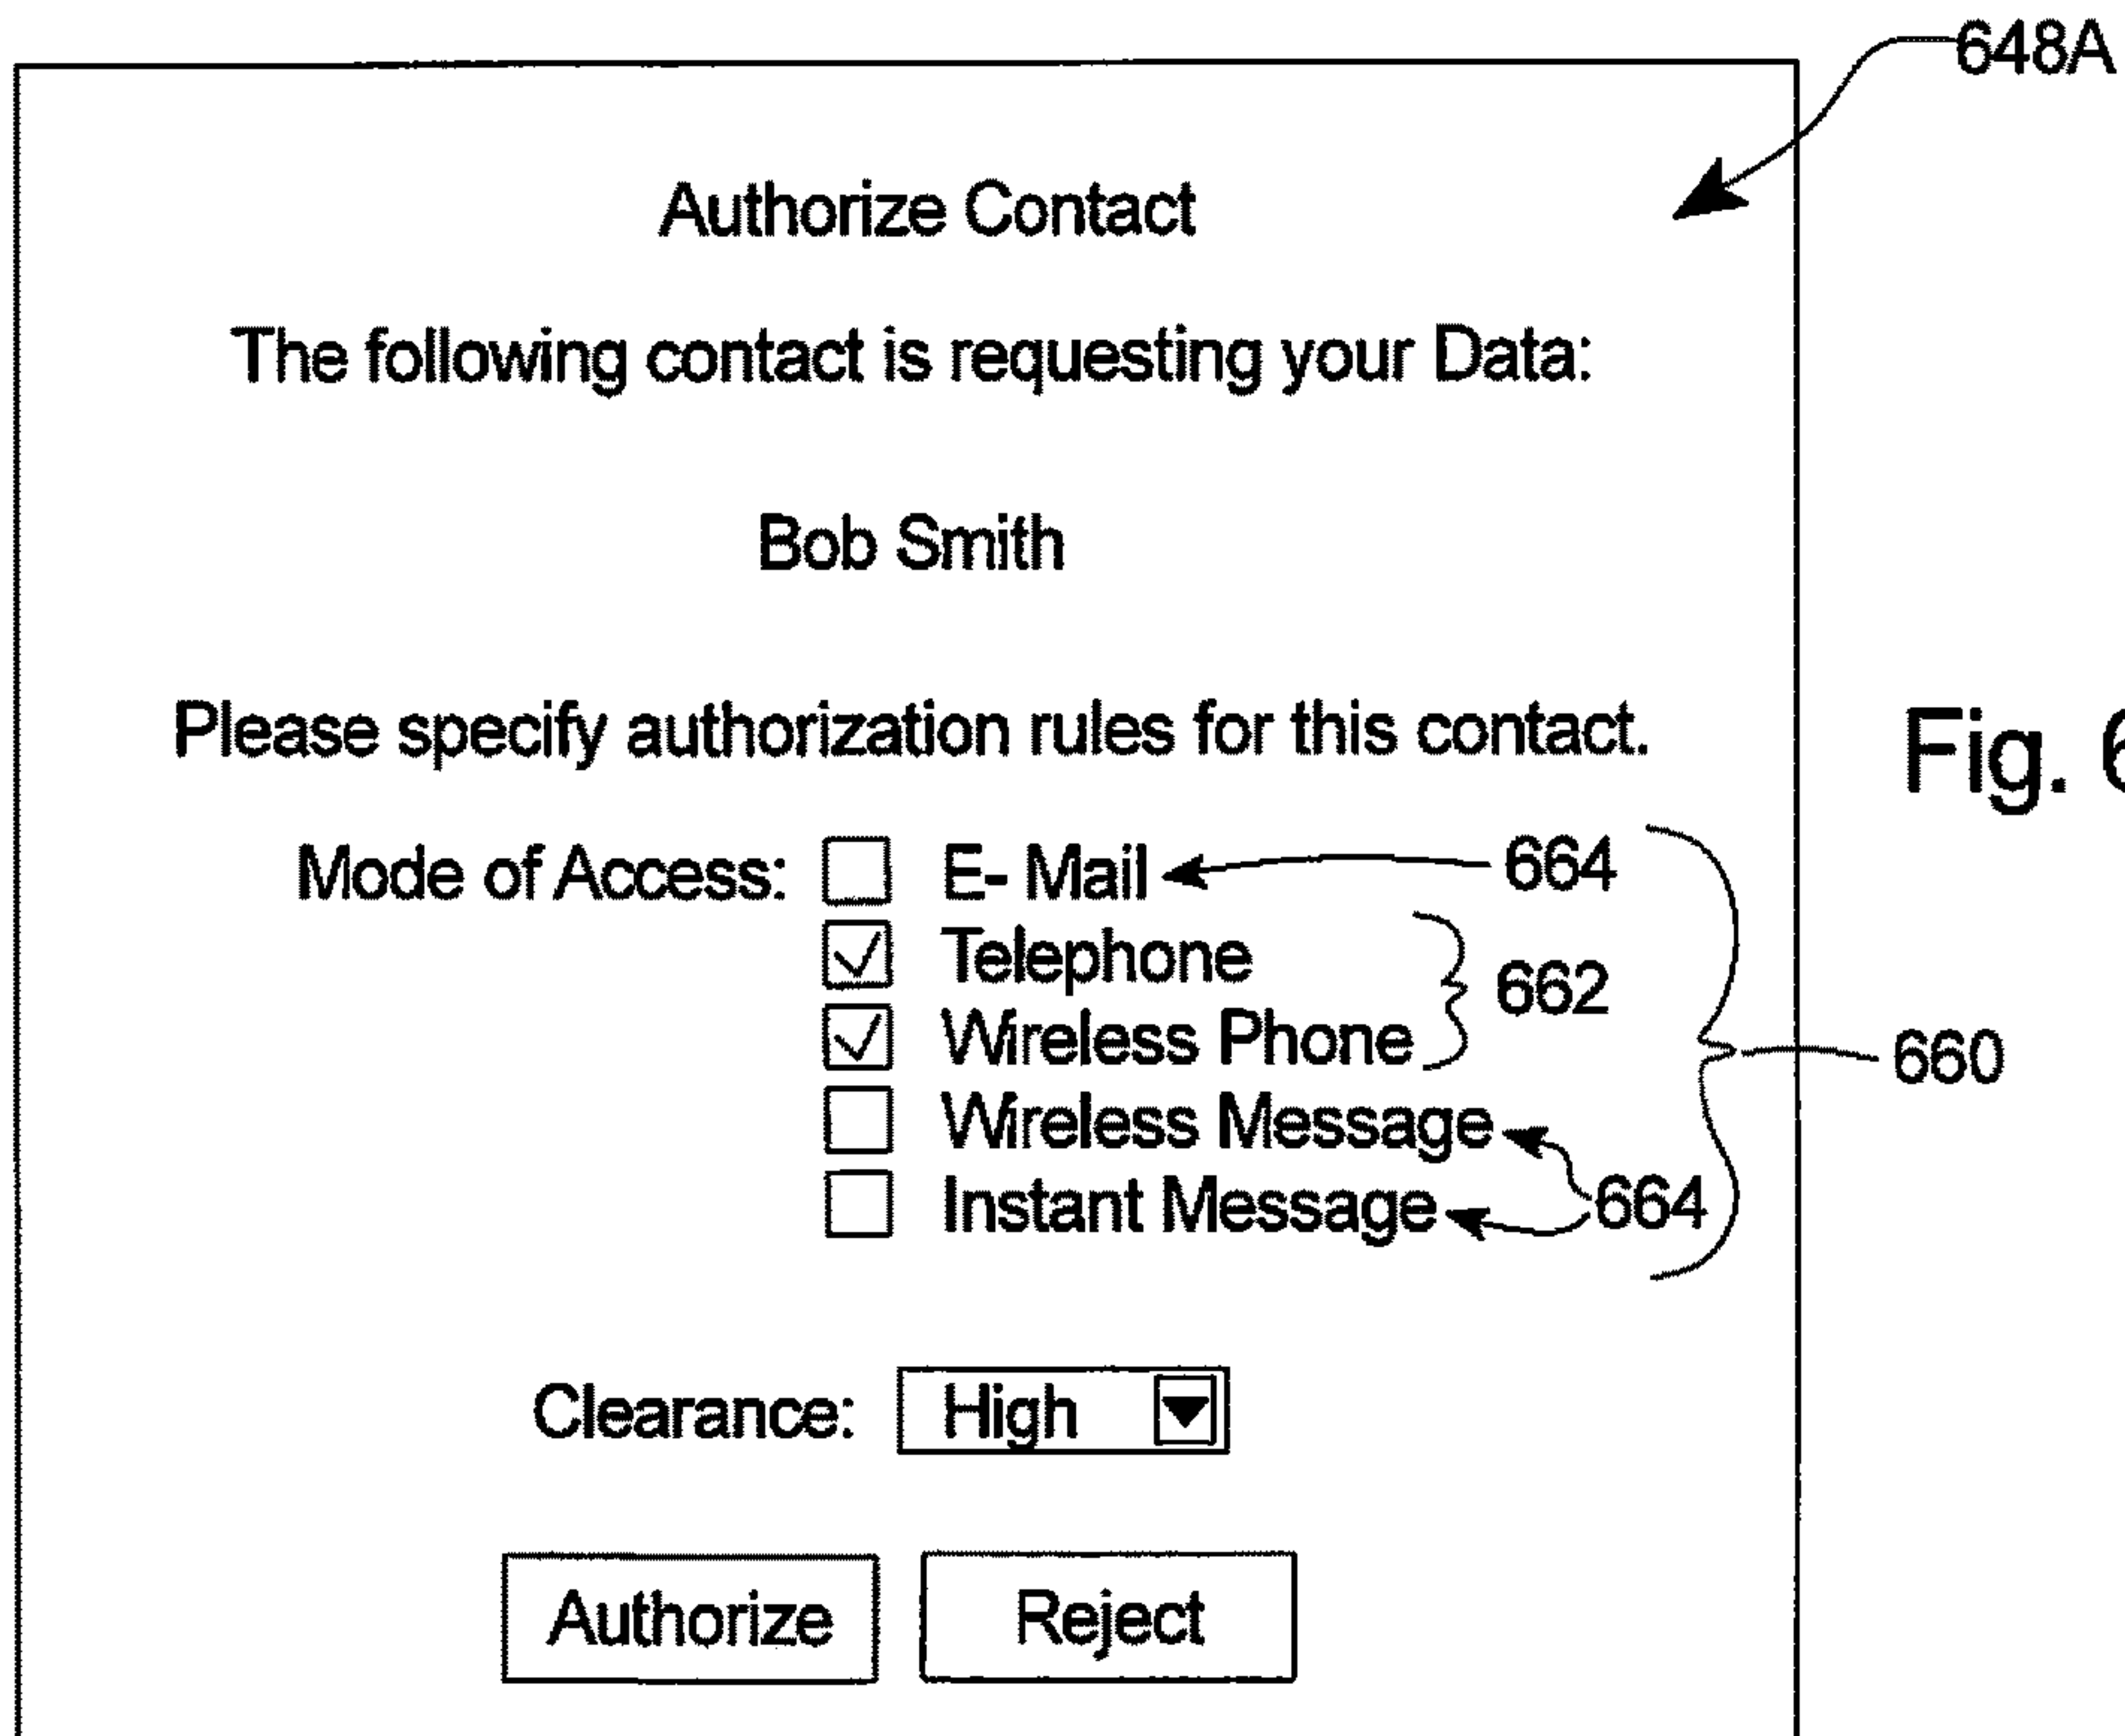 648A
Authorize Contact
The following contact is requesting your Data:
Bob Smith
Please specify authorization rules for this contact.
Fig. 6
Mode of Access:
E- Mail
664
Telephone
662
Wireless Phone
660
Wireless Message
Instant Message
664
Clearance:
High
Authorize
Reject